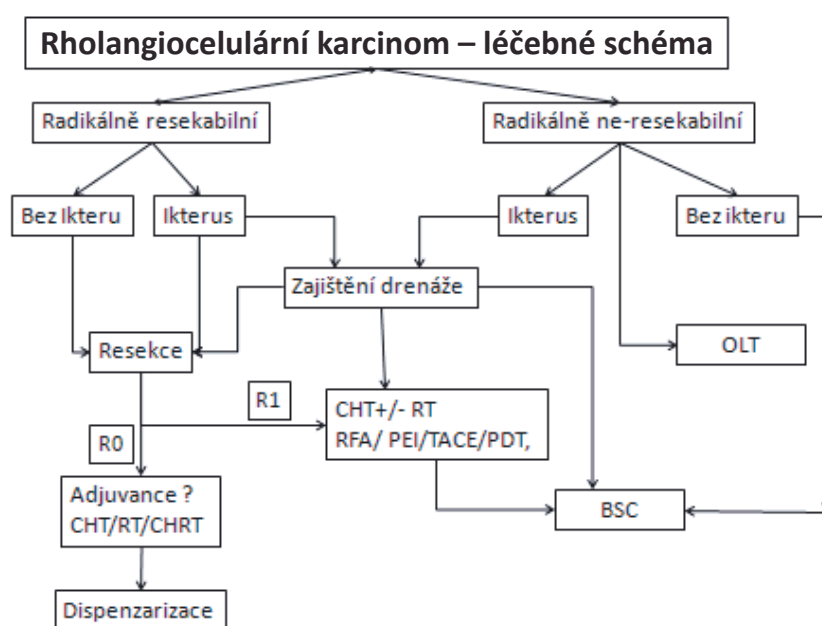 Rholangiocelulární karcinom – léčebné schéma
Radikálně resekabilní
Radikálně ne-resekabilní
Bez Ikteru
Ikterus
Ikterus
Bez ikteru
Zajištění drenáže
Resekce
OLT
R1
CHT+/- RT
RFA/ PEI/TACE/PDT,
R0
Adjuvance ?
CHT/RT/CHRT
BSC
Dispenzarizace